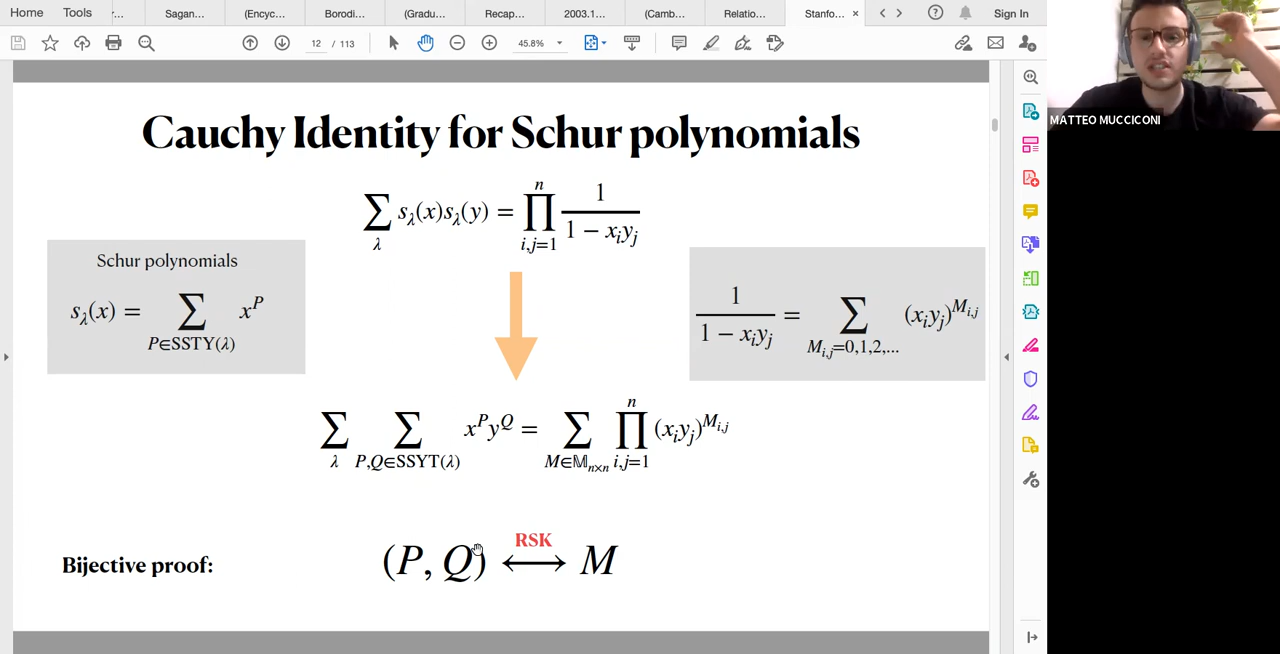 Home Tools r... Sagan... (Encyc... Borodi... (Gradu... Recap... 2003.1... (Camb... Relatio... Stanfo... × Sign In
12 / 113 45.8%
MATTEO MUCCICONI
Cauchy Identity for Schur polynomials
∑_λ s_λ(x)s_λ(y) = ∏_{i,j=1}^n 1/(1 − x_i y_j)
Schur polynomials
s_λ(x) = ∑_{P∈SSTY(λ)} x^P
1/(1 − x_i y_j) = ∑_{M_{i,j}=0,1,2,...} (x_i y_j)^{M_{i,j}}
∑_λ ∑_{P,Q∈SSYT(λ)} x^P y^Q = ∑_{M∈𝕄_{n×n}} ∏_{i,j=1}^n (x_i y_j)^{M_{i,j}}
RSK
Bijective proof: (P, Q) ⟷ M